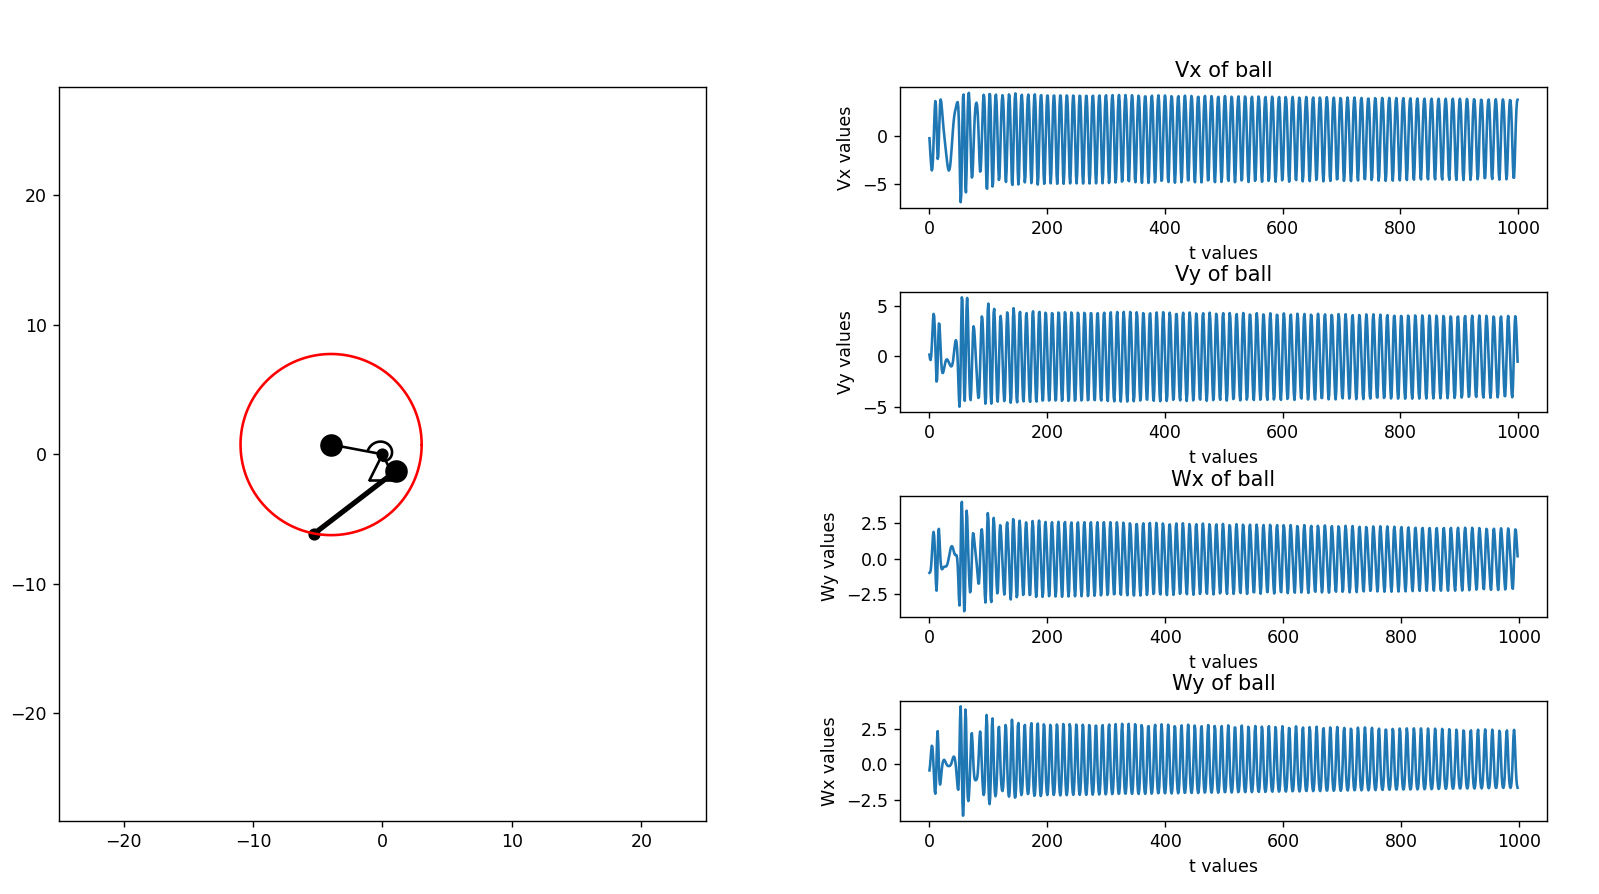 20
10
0
−10
−20
−20 −10 0 10 20
Vx of ball
Vx values
0
−5
0 200 400 600 800 1000
t values
Vy of ball
Vy values
5
0
−5
0 200 400 600 800 1000
t values
Wx of ball
Wy values
2.5
0.0
−2.5
0 200 400 600 800 1000
t values
Wy of ball
Wx values
2.5
0.0
−2.5
0 200 400 600 800 1000
t values